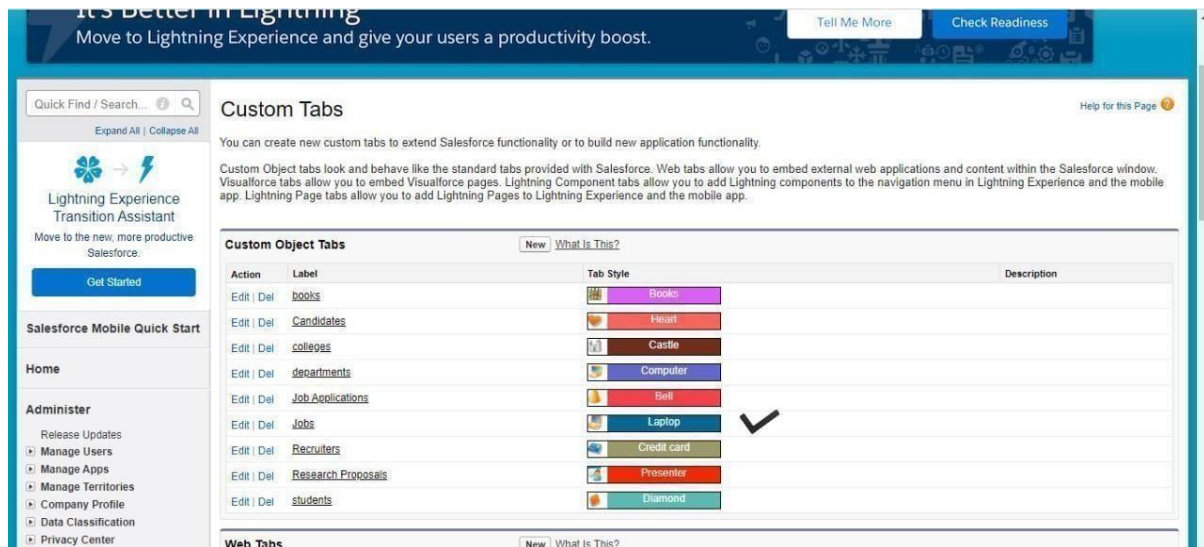 It's Better in Lightning
Move to Lightning Experience and give your users a productivity boost.
Tell Me More
Check Readiness
Quick Find / Search...
Expand All | Collapse All
Lightning Experience
Transition Assistant
Move to the new, more productive
Salesforce.
Get Started
Salesforce Mobile Quick Start
Home
Administer
Release Updates
Manage Users
Manage Apps
Manage Territories
Company Profile
Data Classification
Privacy Center
Custom Tabs
Help for this Page
You can create new custom tabs to extend Salesforce functionality or to build new application functionality.
Custom Object tabs look and behave like the standard tabs provided with Salesforce. Web tabs allow you to embed external web applications and content within the Salesforce window.
Visualforce tabs allow you to embed Visualforce pages. Lightning Component tabs allow you to add Lightning components to the navigation menu in Lightning Experience and the mobile
app. Lightning Page tabs allow you to add Lightning Pages to Lightning Experience and the mobile app.
Custom Object Tabs New What Is This?
Action Label Tab Style Description
Edit | Del books Books
Edit | Del Candidates Heart
Edit | Del colleges Castle
Edit | Del departments Computer
Edit | Del Job Applications Bell
Edit | Del Jobs Laptop
Edit | Del Recruiters Credit card
Edit | Del Research Proposals Presenter
Edit | Del students Diamond
Web Tabs New What Is This?